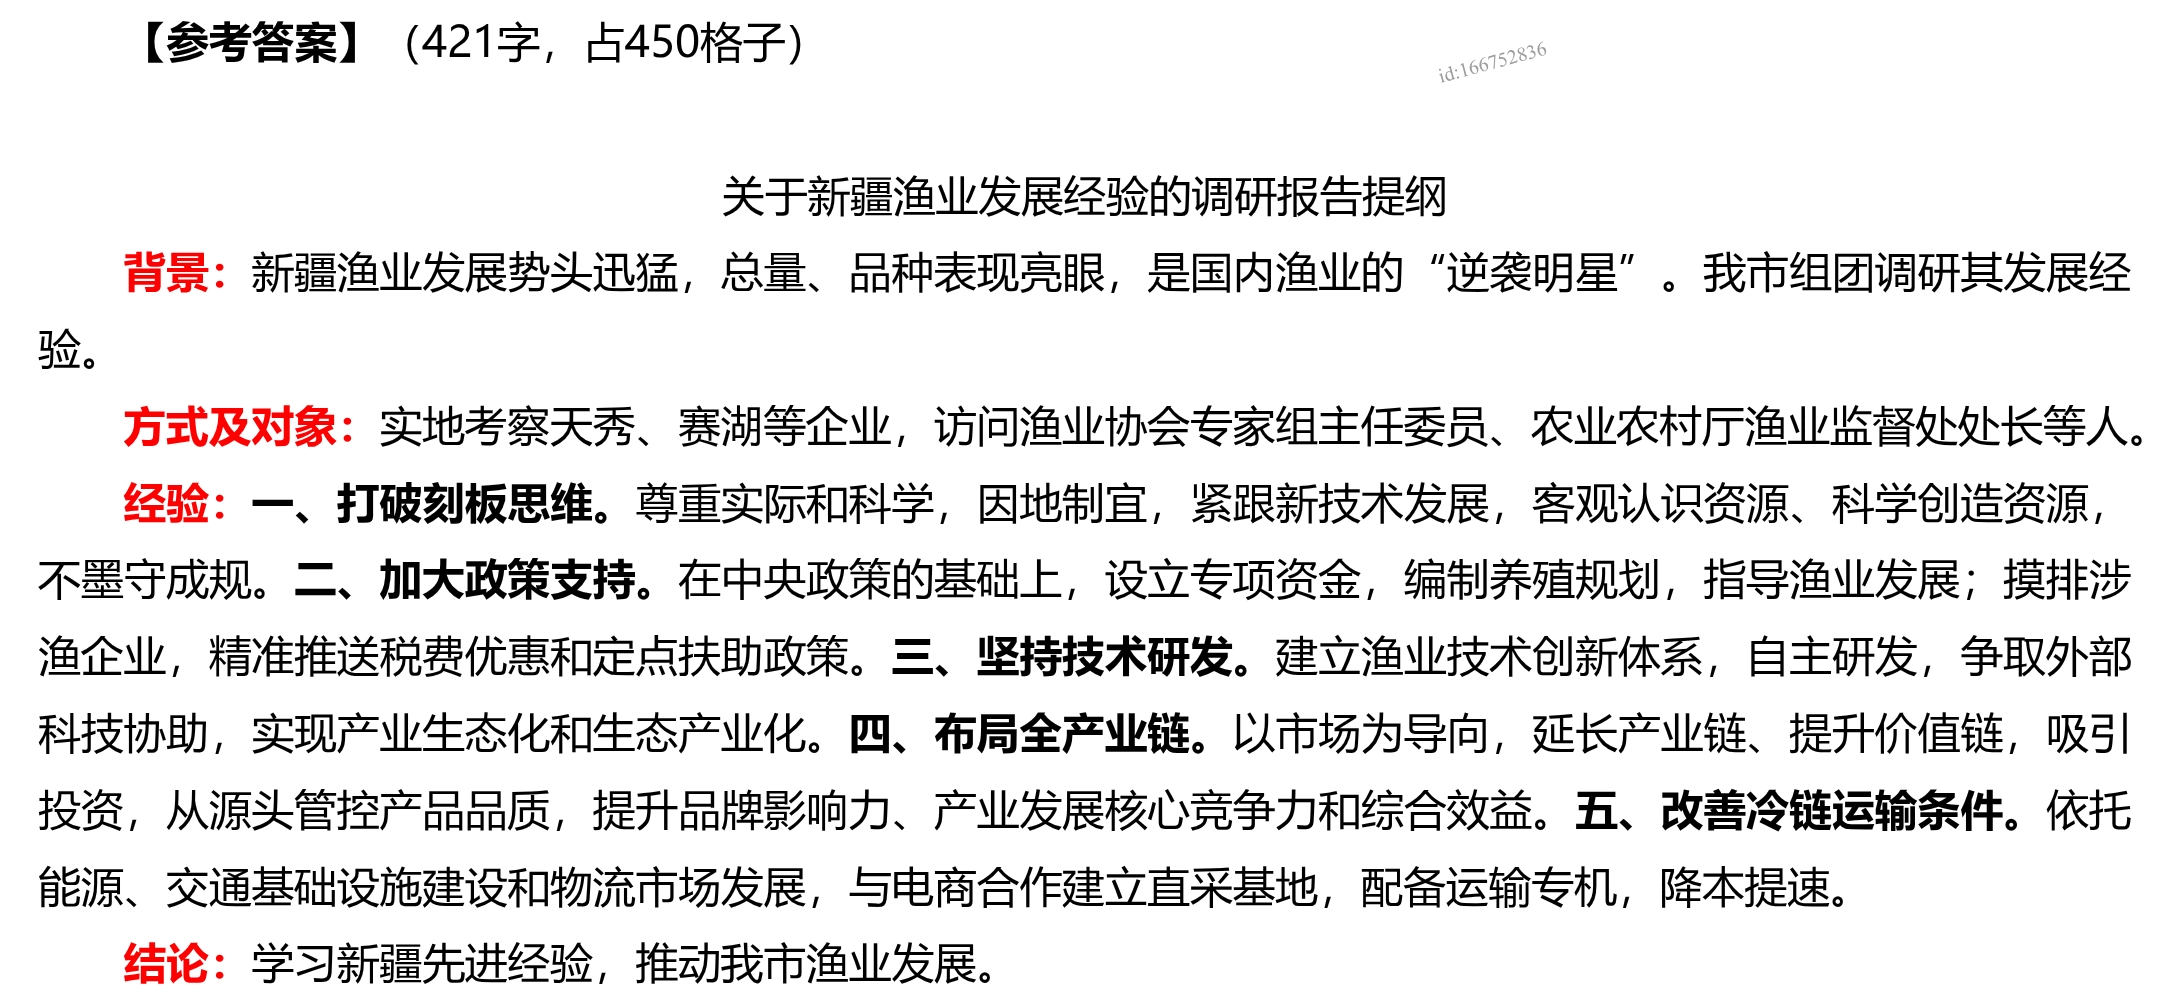 【参考答案】（421字，占450格子）
id:166752836
关于新疆渔业发展经验的调研报告提纲
背景：新疆渔业发展势头迅猛，总量、品种表现亮眼，是国内渔业的“逆袭明星”。我市组团调研其发展经
验。
方式及对象：实地考察天秀、赛湖等企业，访问渔业协会专家组主任委员、农业农村厅渔业监督处处长等人。
经验：一、打破刻板思维。尊重实际和科学，因地制宜，紧跟新技术发展，客观认识资源、科学创造资源，
不墨守成规。二、加大政策支持。在中央政策的基础上，设立专项资金，编制养殖规划，指导渔业发展；摸排涉
渔企业，精准推送税费优惠和定点扶助政策。三、坚持技术研发。建立渔业技术创新体系，自主研发，争取外部
科技协助，实现产业生态化和生态产业化。四、布局全产业链。以市场为导向，延长产业链、提升价值链，吸引
投资，从源头管控产品品质，提升品牌影响力、产业发展核心竞争力和综合效益。五、改善冷链运输条件。依托
能源、交通基础设施建设和物流市场发展，与电商合作建立直采基地，配备运输专机，降本提速。
结论：学习新疆先进经验，推动我市渔业发展。